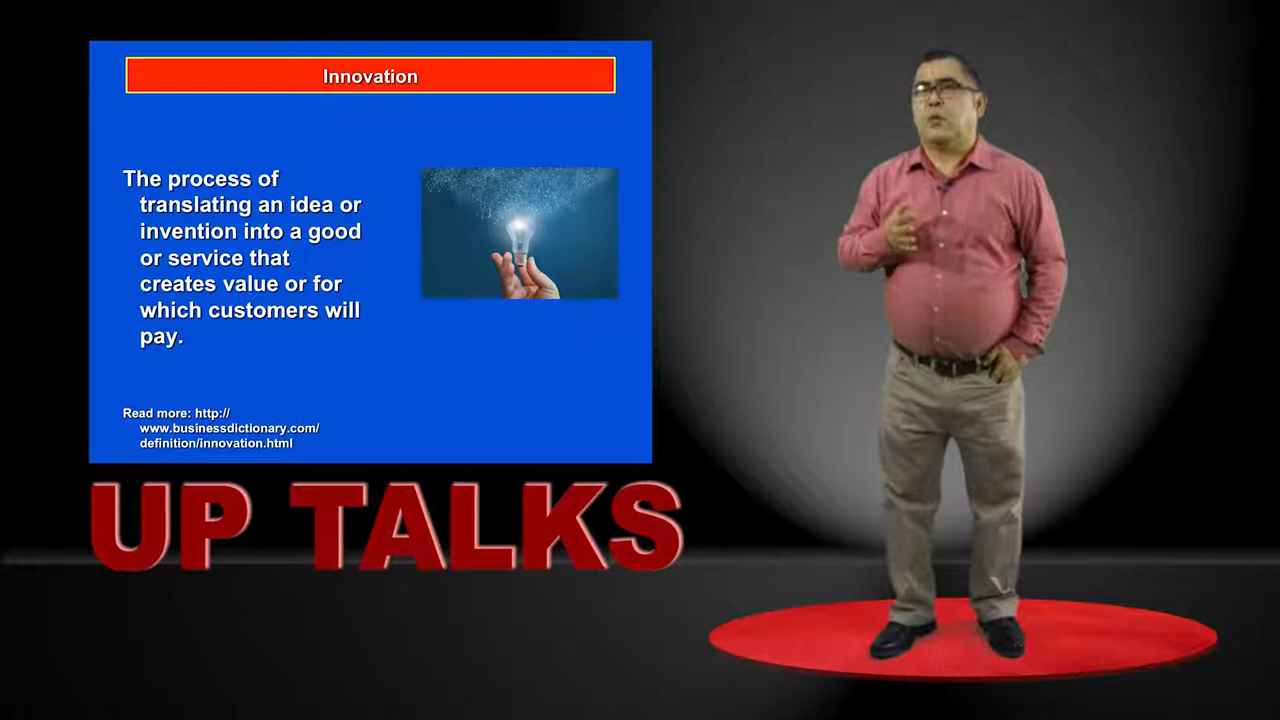 Innovation
The process of
translating an idea or
invention into a good
or service that
creates value or for
which customers will
pay.
Read more: http://
www.businessdictionary.com/
definition/innovation.html
UP TALKS